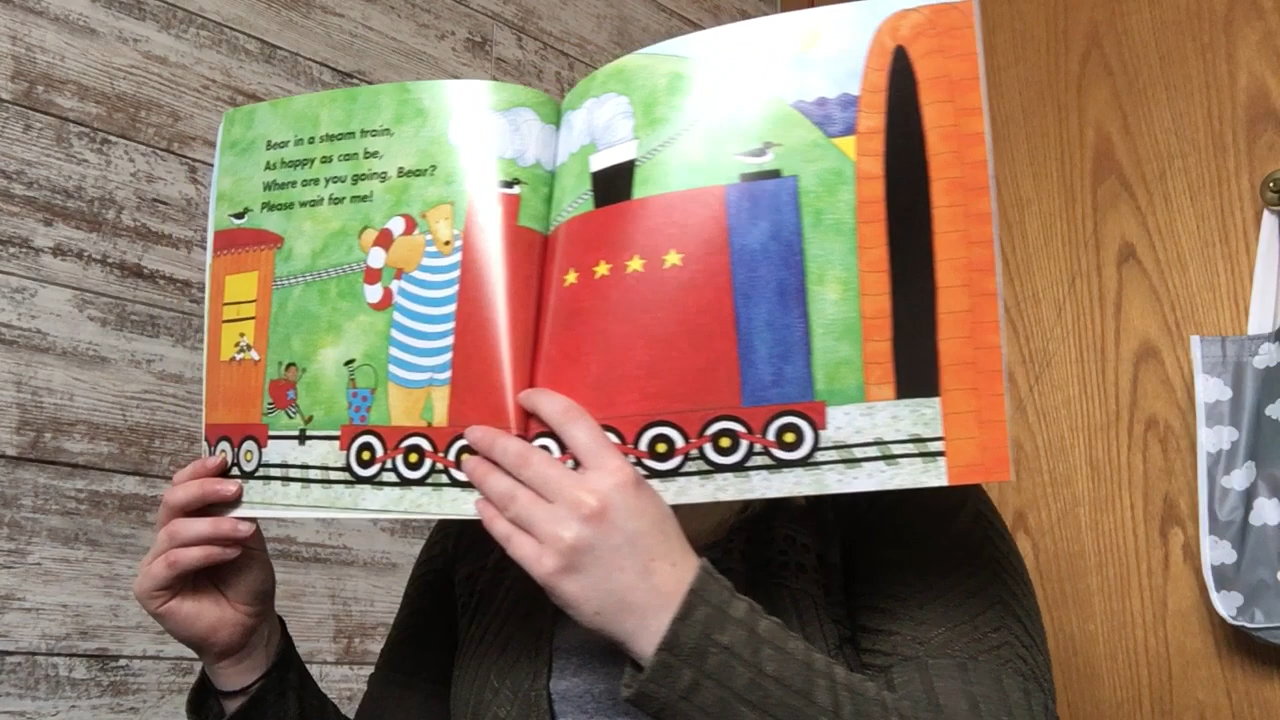 Bear in a steam train,
As happy as can be,
Where are you going, Bear?
Please wait for me!